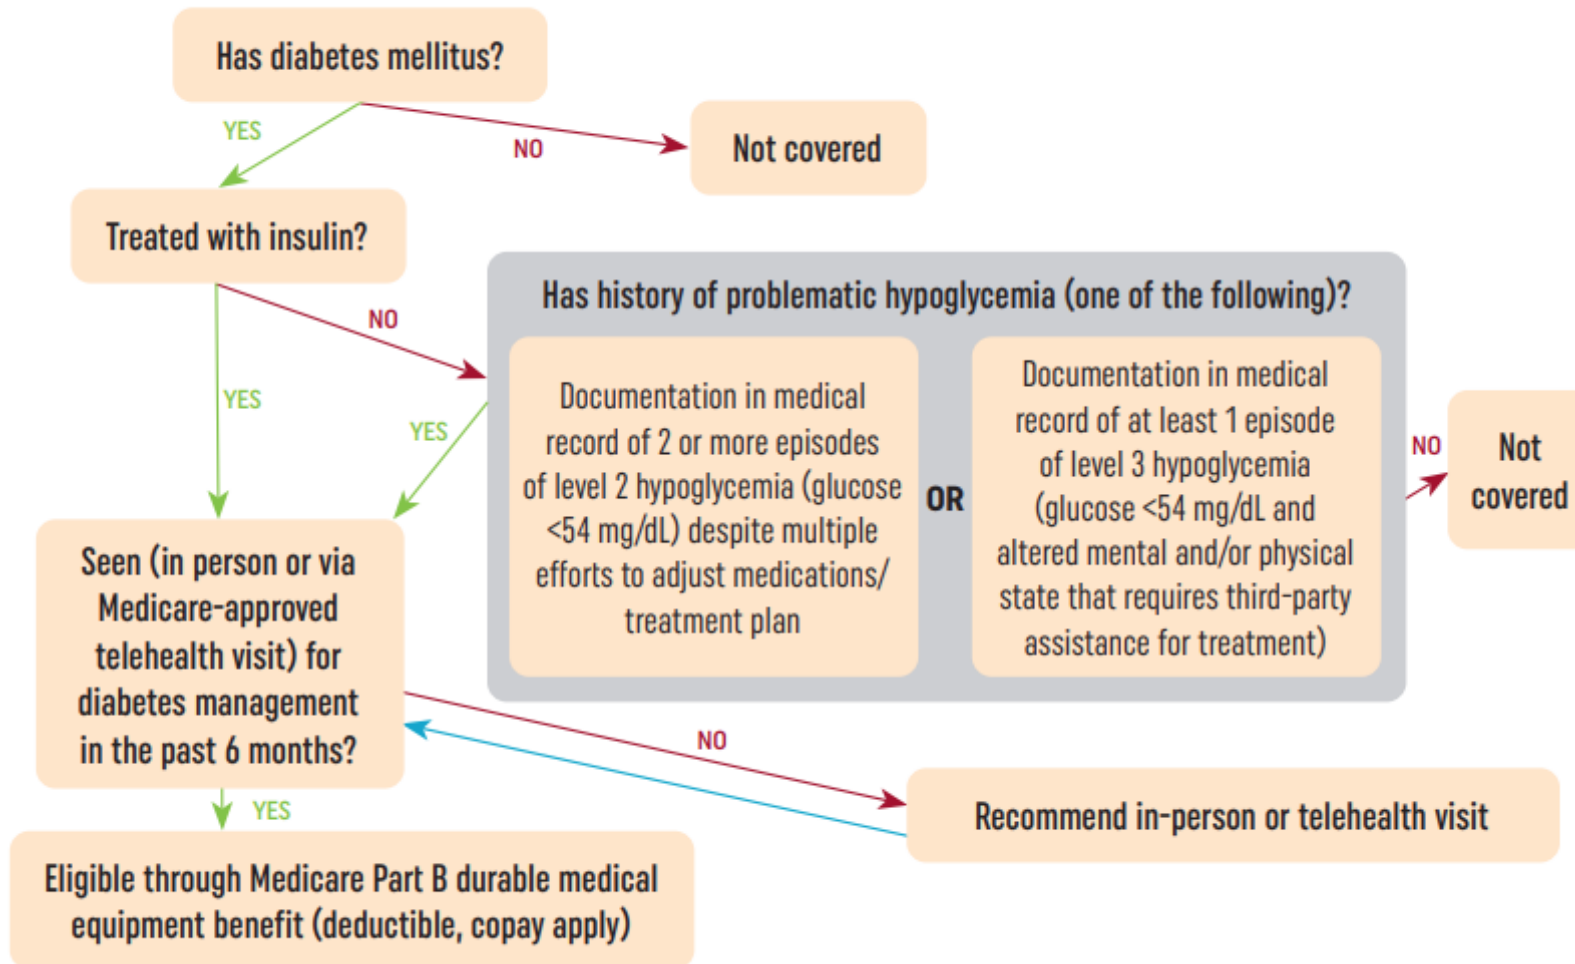 Has diabetes mellitus?
YES
NO
Not covered
Treated with insulin?
NO
YES
Has history of problematic hypoglycemia (one of the following)?
YES
Documentation in medical
record of 2 or more episodes
of level 2 hypoglycemia (glucose
<54 mg/dL) despite multiple
efforts to adjust medications/
treatment plan
OR
Documentation in medical
record of at least 1 episode
of level 3 hypoglycemia
(glucose <54 mg/dL and
altered mental and/or physical
state that requires third-party
assistance for treatment)
NO
Not
covered
Seen (in person or via
Medicare-approved
telehealth visit) for
diabetes management
in the past 6 months?
NO
Recommend in-person or telehealth visit
YES
Eligible through Medicare Part B durable medical
equipment benefit (deductible, copay apply)